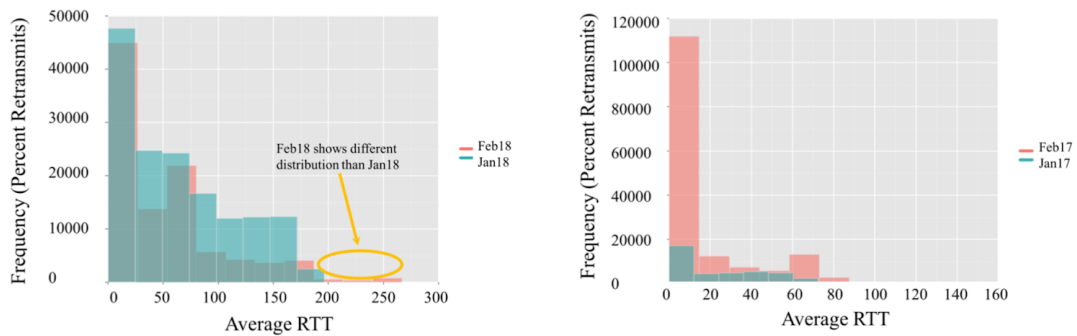 50000
40000
30000
20000
10000
0
Frequency (Percent Retransmits)
0 50 100 150 200 250 300
Average RTT
Feb18 shows different
distribution than Jan18
Feb18
Jan18
120000
100000
80000
60000
40000
20000
0
Frequency (Percent Retransmits)
0 20 40 60 80 100 120 140 160
Average RTT
Feb17
Jan17